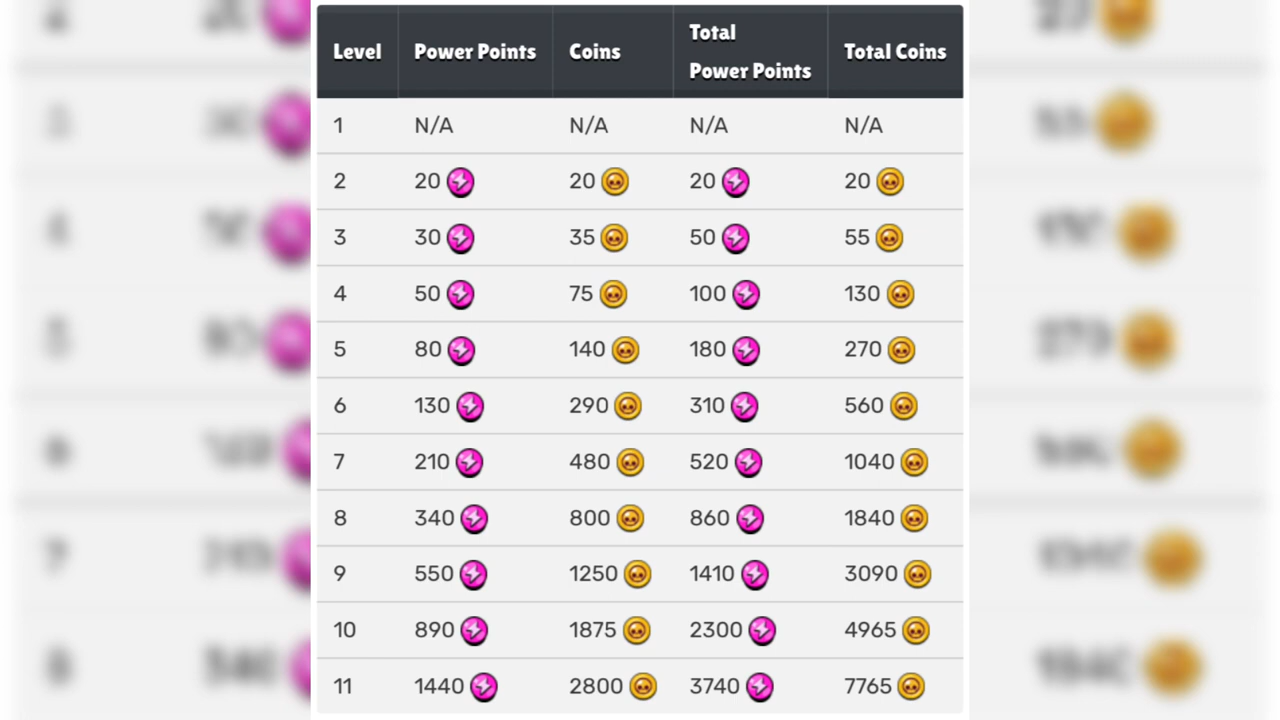 Level Power Points Coins Total Power Points Total Coins
1 N/A N/A N/A N/A
2 20 20 20 20
3 30 35 50 55
4 50 75 100 130
5 80 140 180 270
6 130 290 310 560
7 210 480 520 1040
8 340 800 860 1840
9 550 1250 1410 3090
10 890 1875 2300 4965
11 1440 2800 3740 7765